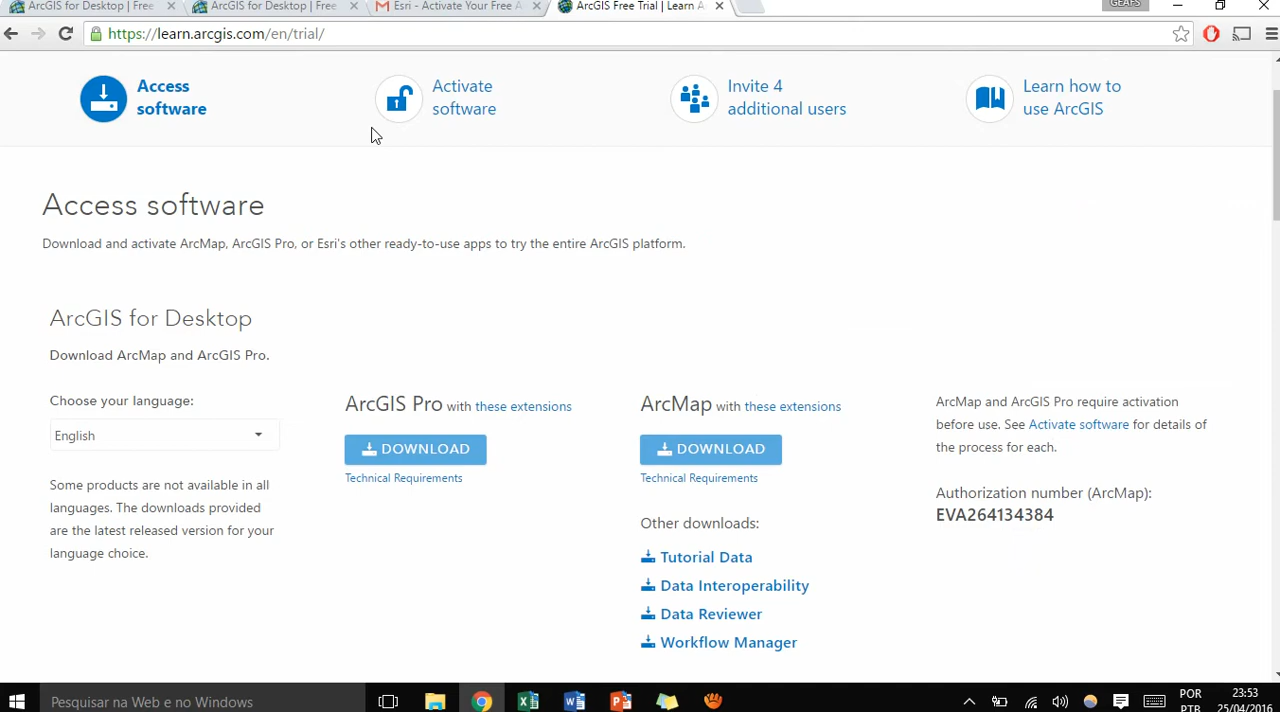 ArcGIS for Desktop | Free
ArcGIS for Desktop | Free
Esri - Activate Your Free A
ArcGIS Free Trial | Learn A
GEAFS
https://learn.arcgis.com/en/trial/
Access
software
Activate
software
Invite 4
additional users
Learn how to
use ArcGIS
Access software
Download and activate ArcMap, ArcGIS Pro, or Esri's other ready-to-use apps to try the entire ArcGIS platform.
ArcGIS for Desktop
Download ArcMap and ArcGIS Pro.
Choose your language:
English
Some products are not available in all
languages. The downloads provided
are the latest released version for your
language choice.
ArcGIS Pro with these extensions
DOWNLOAD
Technical Requirements
ArcMap with these extensions
DOWNLOAD
Technical Requirements
Other downloads:
Tutorial Data
Data Interoperability
Data Reviewer
Workflow Manager
ArcMap and ArcGIS Pro require activation
before use. See Activate software for details of
the process for each.
Authorization number (ArcMap):
EVA264134384
Pesquisar na Web e no Windows
POR
PTB
23:53
25/04/2016